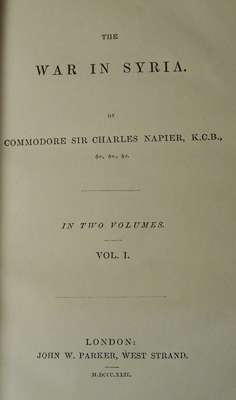 THE
WAR IN SYRIA.
BY
COMMODORE SIR CHARLES NAPIER, K.C.B.,
&c., &c., &c.
IN TWO VOLUMES.
VOL. I.
LONDON:
JOHN W. PARKER, WEST STRAND.
M.DCCC.XLII.